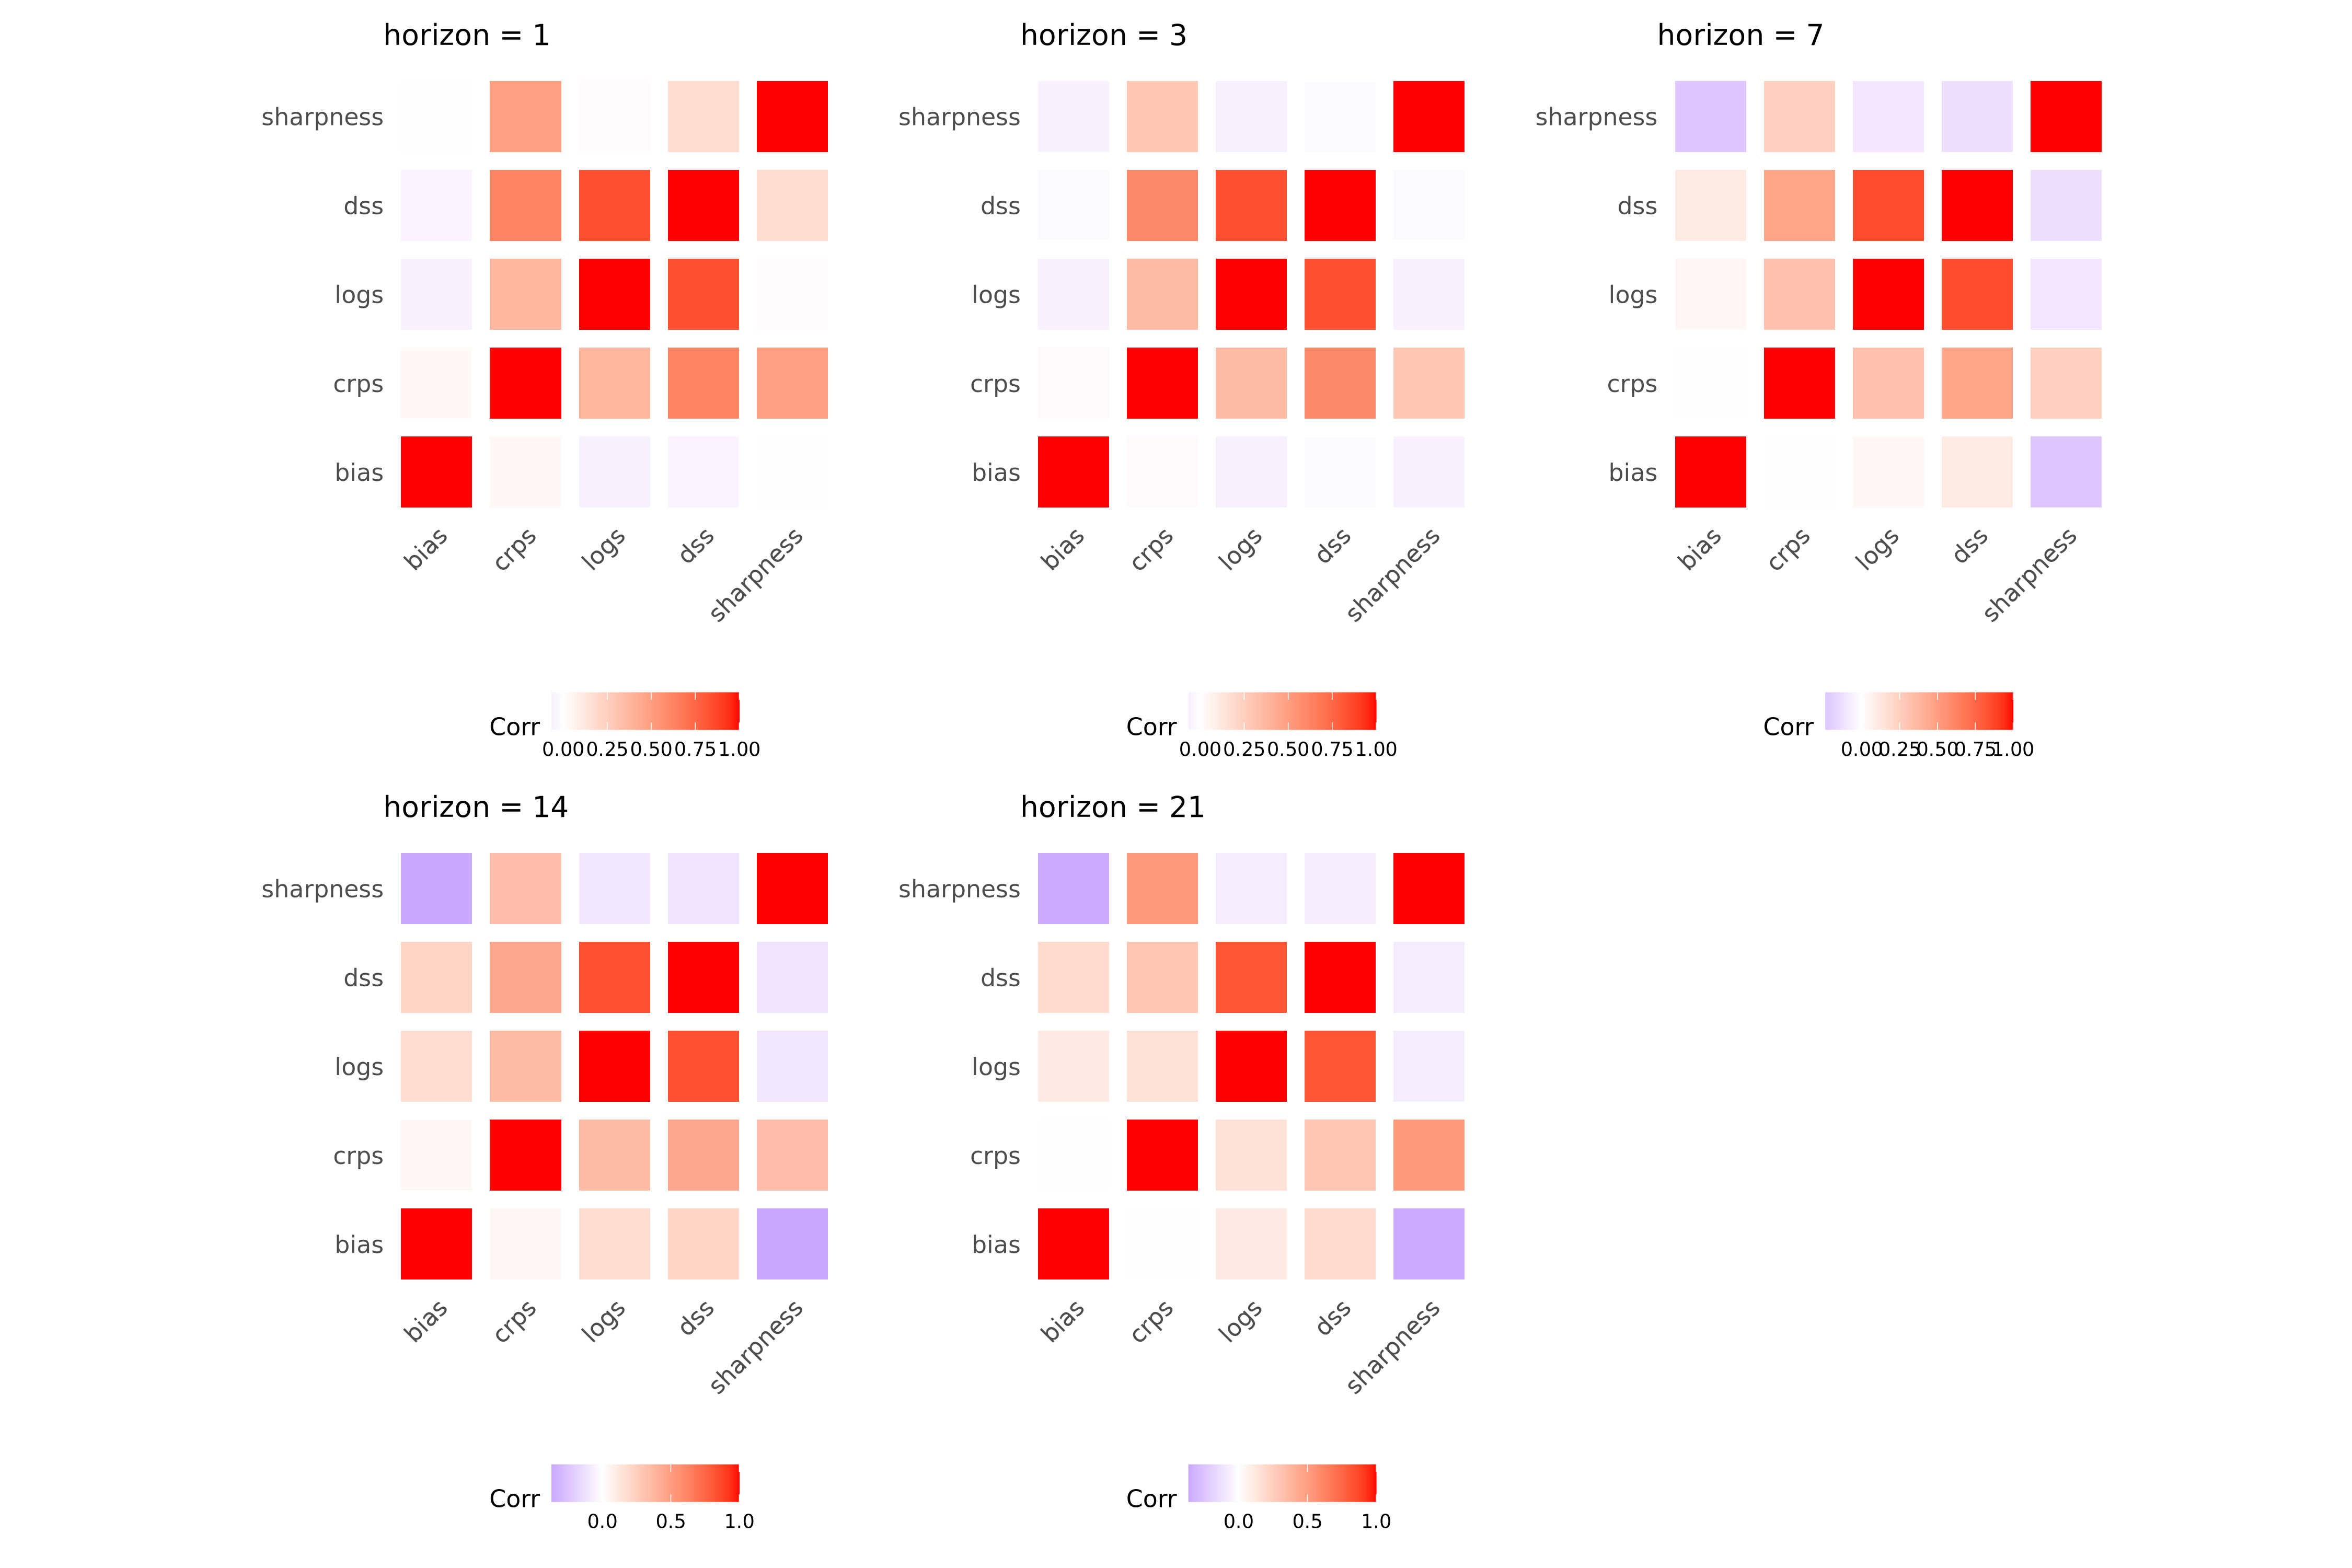 horizon = 1
sharpness
dss
logs
crps
bias
bias crps logs dss sharpness
Corr
0.00 0.25 0.50 0.75 1.00
horizon = 3
sharpness
dss
logs
crps
bias
bias crps logs dss sharpness
Corr
0.00 0.25 0.50 0.75 1.00
horizon = 7
sharpness
dss
logs
crps
bias
bias crps logs dss sharpness
Corr
0.00 0.25 0.50 0.75 1.00
horizon = 14
sharpness
dss
logs
crps
bias
bias crps logs dss sharpness
Corr
0.0 0.5 1.0
horizon = 21
sharpness
dss
logs
crps
bias
bias crps logs dss sharpness
Corr
0.0 0.5 1.0